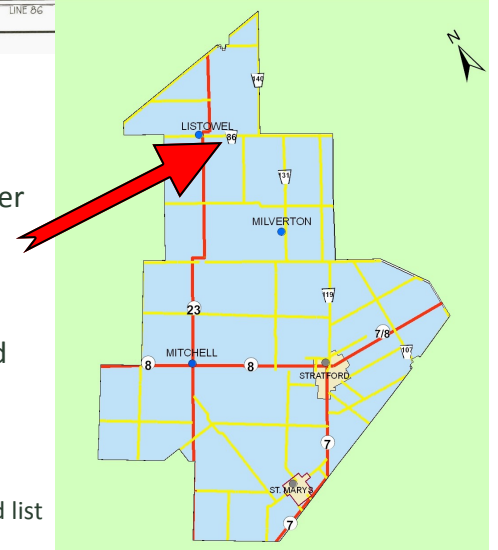 LINE 86
N
140
LISTOWEL
86
er
131
MILVERTON
119
23
7/8
107
d
MITCHELL
8
8
STRATFORD
7
ST. MARYS
d list
7